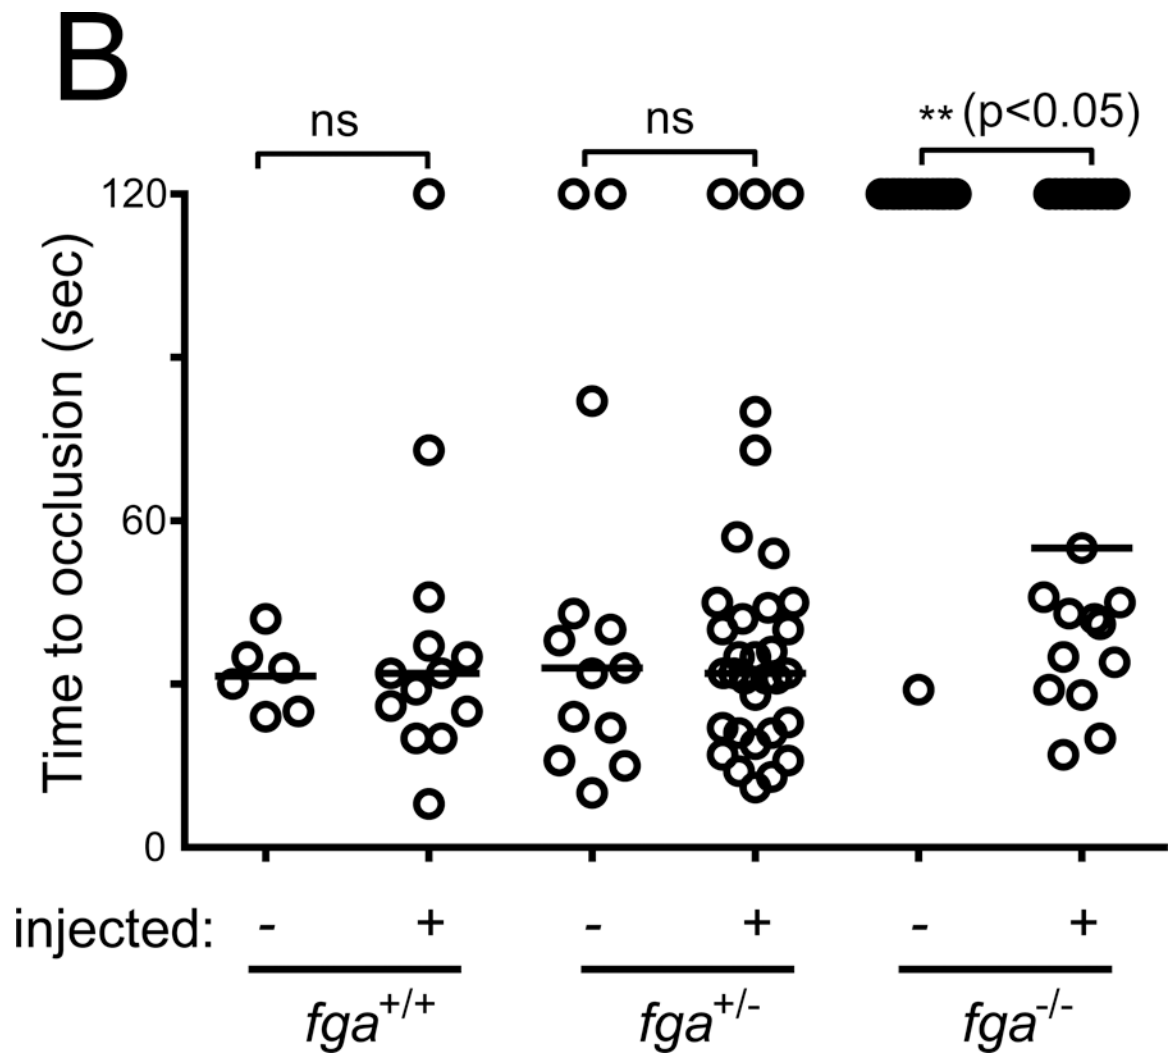 B
ns
ns
** (p<0.05)
120
60
0
Time to occlusion (sec)
injected: - + - + - +
fga+/+ fga+/- fga-/-